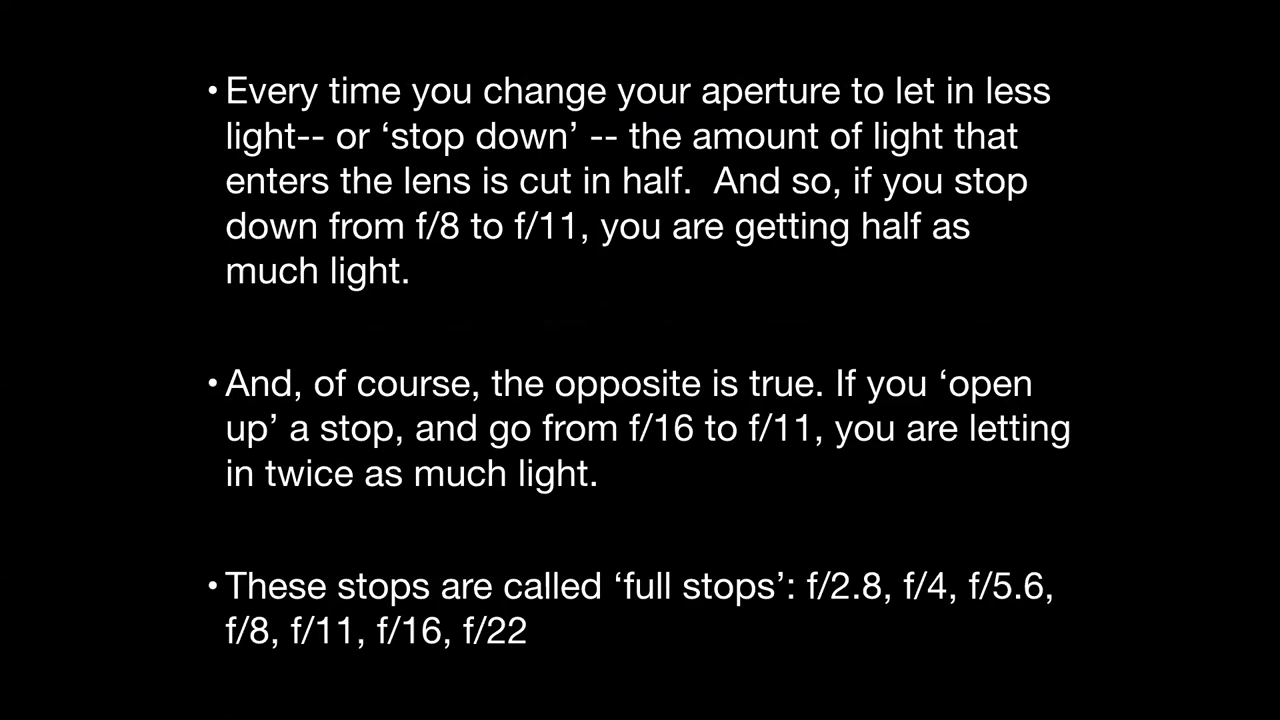 • Every time you change your aperture to let in less
light-- or ‘stop down’ -- the amount of light that
enters the lens is cut in half.  And so, if you stop
down from f/8 to f/11, you are getting half as
much light.
• And, of course, the opposite is true. If you ‘open
up’ a stop, and go from f/16 to f/11, you are letting
in twice as much light.
• These stops are called ‘full stops’: f/2.8, f/4, f/5.6,
f/8, f/11, f/16, f/22